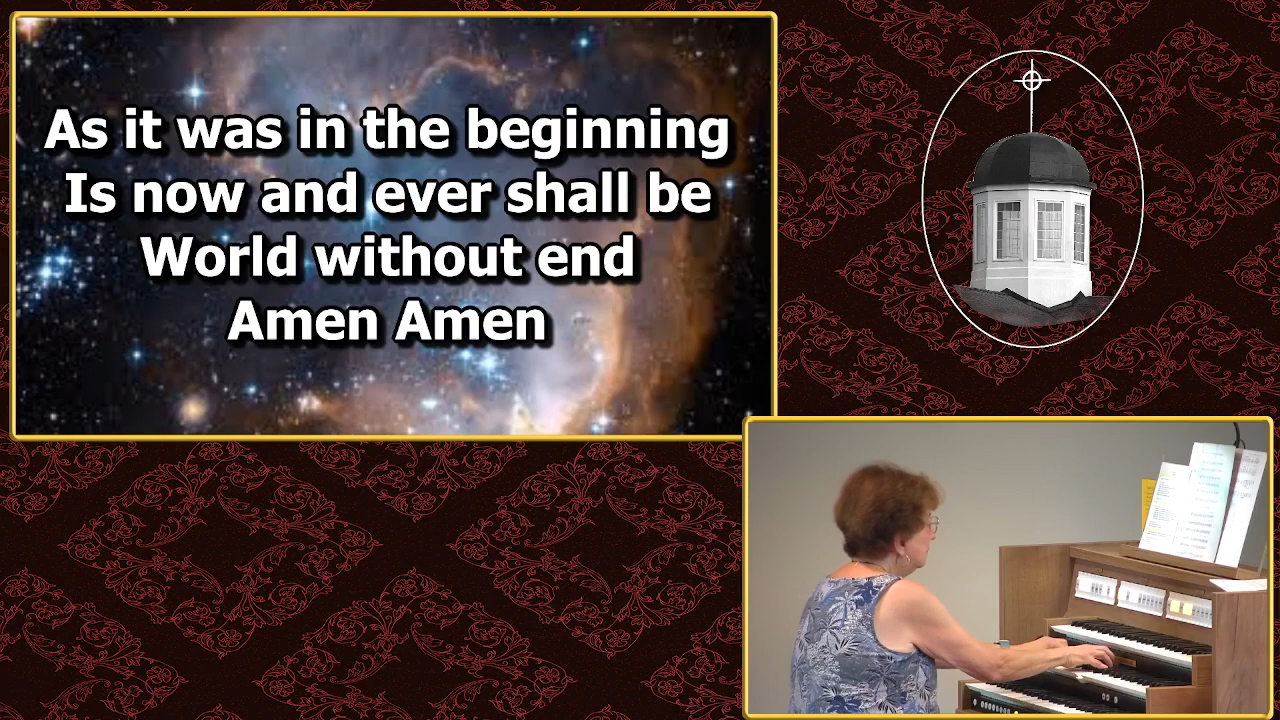 As it was in the beginning
Is now and ever shall be
World without end
Amen Amen